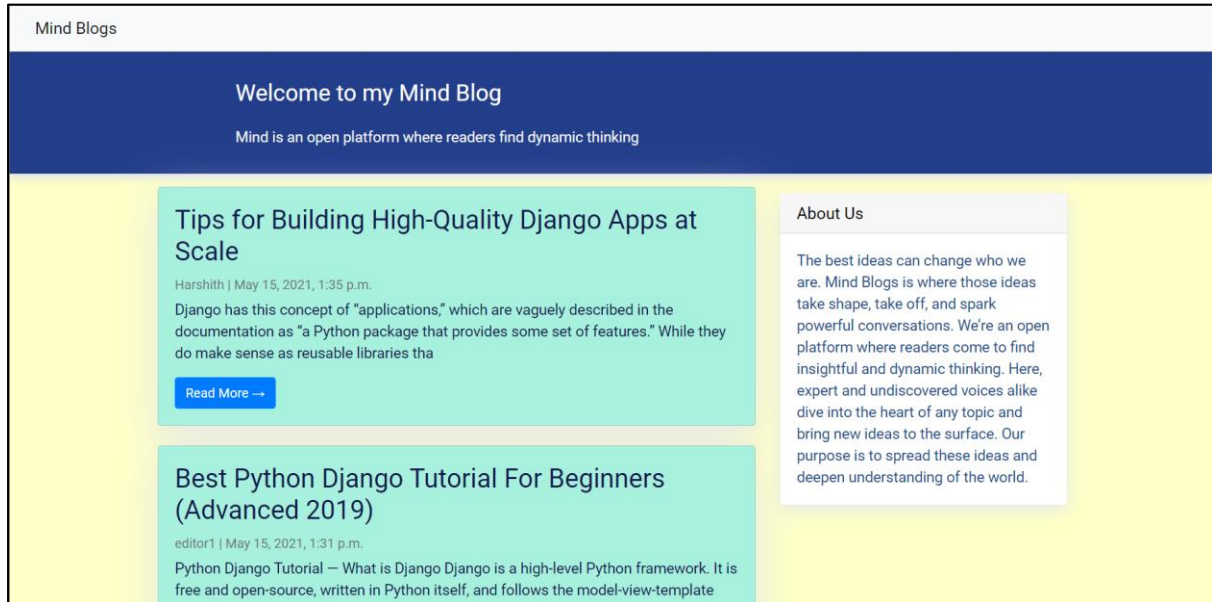 Mind Blogs
Welcome to my Mind Blog
Mind is an open platform where readers find dynamic thinking
Tips for Building High-Quality Django Apps at
Scale
Harshith | May 15, 2021, 1:35 p.m.
Django has this concept of “applications,” which are vaguely described in the
documentation as “a Python package that provides some set of features.” While they
do make sense as reusable libraries tha
Read More →
Best Python Django Tutorial For Beginners
(Advanced 2019)
editor1 | May 15, 2021, 1:31 p.m.
Python Django Tutorial — What is Django Django is a high-level Python framework. It is
free and open-source, written in Python itself, and follows the model-view-template
About Us
The best ideas can change who we
are. Mind Blogs is where those ideas
take shape, take off, and spark
powerful conversations. We’re an open
platform where readers come to find
insightful and dynamic thinking. Here,
expert and undiscovered voices alike
dive into the heart of any topic and
bring new ideas to the surface. Our
purpose is to spread these ideas and
deepen understanding of the world.